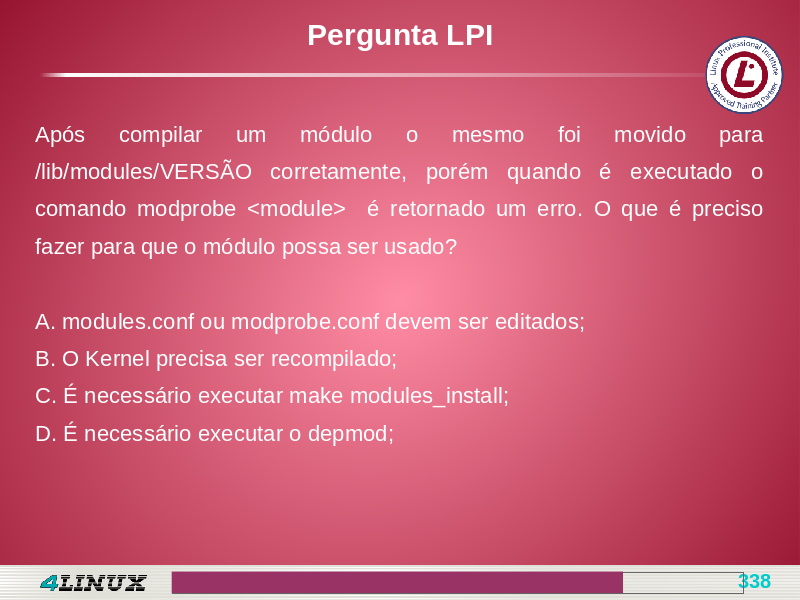 Pergunta LPI
Linux Professional Institute
Approved Training Partner
Após compilar um módulo o mesmo foi movido para
/lib/modules/VERSÃO corretamente, porém quando é executado o
comando modprobe <module>  é retornado um erro. O que é preciso
fazer para que o módulo possa ser usado?
A. modules.conf ou modprobe.conf devem ser editados;
B. O Kernel precisa ser recompilado;
C. É necessário executar make modules_install;
D. É necessário executar o depmod;
4LINUX
338